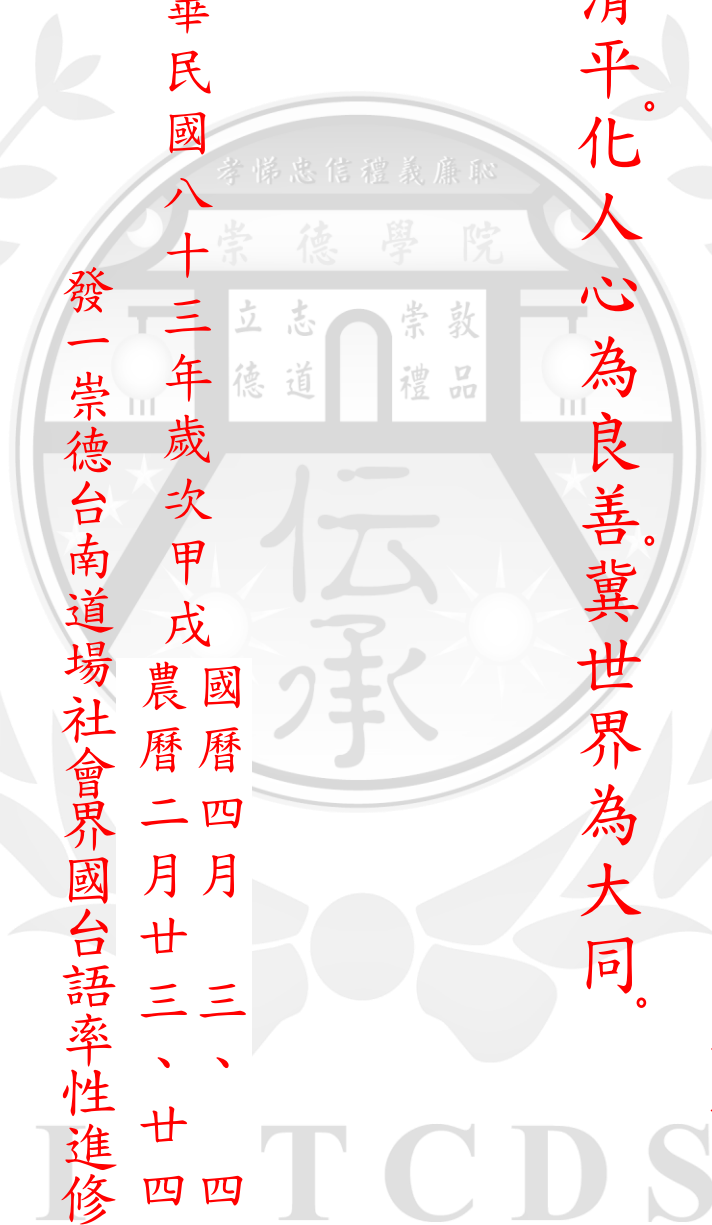 清平。化人心為良善。冀世界為大同。
華民國八十三年歲次甲戌
國曆四月三、四
農曆二月廿三、廿四
發一崇德台南道場社會界國台語率性進修
孝悌忠信禮義廉恥
崇德學院
立德 志道 崇禮 敦品
伝承
TCDS